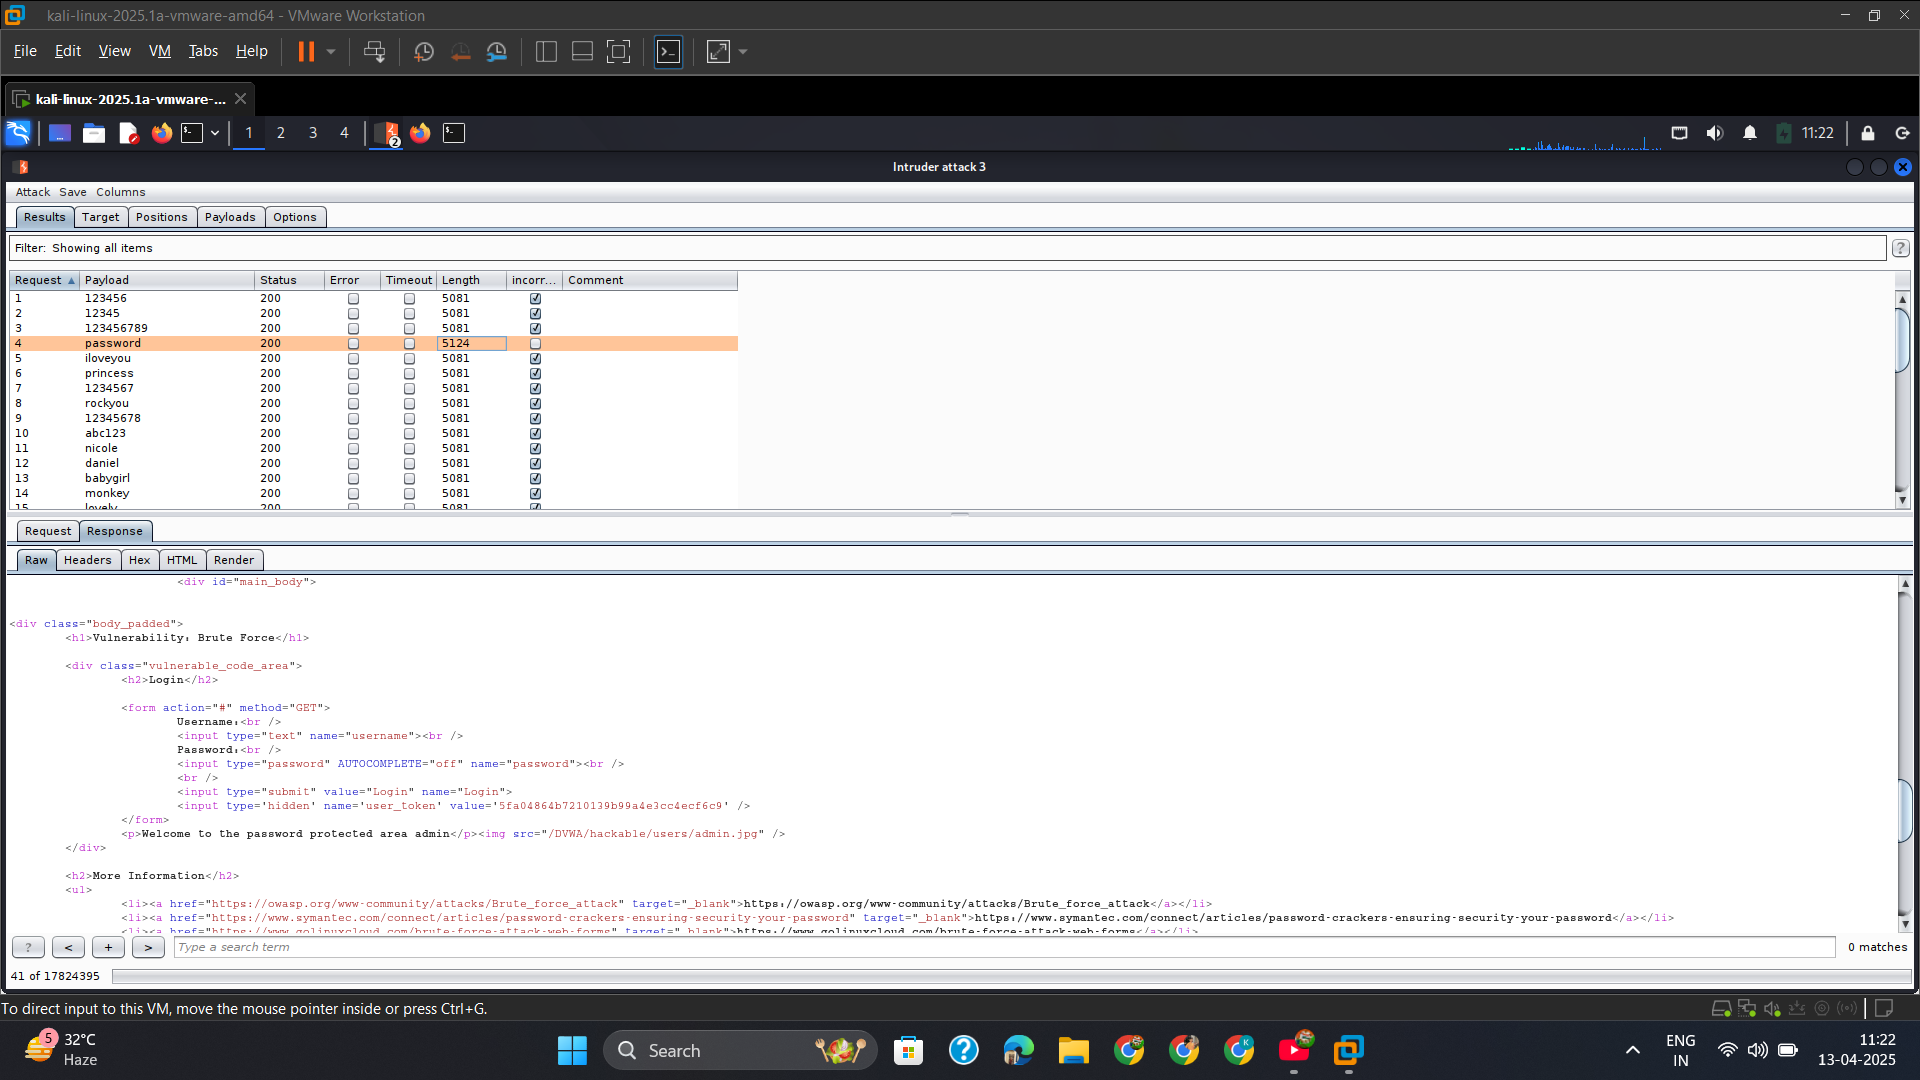 kali-linux-2025.1a-vmware-amd64 - VMware Workstation
File Edit View VM Tabs Help
kali-linux-2025.1a-vmware-...
1 2 3 4 2 11:22
Intruder attack 3
Attack Save Columns
Results Target Positions Payloads Options
Filter: Showing all items ?
Request Payload Status Error Timeout Length incorr... Comment
1 123456 200 5081
2 12345 200 5081
3 123456789 200 5081
4 password 200 5124
5 iloveyou 200 5081
6 princess 200 5081
7 1234567 200 5081
8 rockyou 200 5081
9 12345678 200 5081
10 abc123 200 5081
11 nicole 200 5081
12 daniel 200 5081
13 babygirl 200 5081
14 monkey 200 5081
15 lovely 200 5081
Request Response
Raw Headers Hex HTML Render
<div id="main_body">
<div class="body_padded">
<h1>Vulnerability: Brute Force</h1>
<div class="vulnerable_code_area">
<h2>Login</h2>
<form action="#" method="GET">
Username:<br />
<input type="text" name="username"><br />
Password:<br />
<input type="password" AUTOCOMPLETE="off" name="password"><br />
<br />
<input type="submit" value="Login" name="Login">
<input type='hidden' name='user_token' value='5fa04864b7210139b99a4e3cc4ecf6c9' />
</form>
<p>Welcome to the password protected area admin</p><img src="/DVWA/hackable/users/admin.jpg" />
</div>
<h2>More Information</h2>
<ul>
<li><a href="https://owasp.org/www-community/attacks/Brute_force_attack" target="_blank">https://owasp.org/www-community/attacks/Brute_force_attack</a></li>
<li><a href="https://www.symantec.com/connect/articles/password-crackers-ensuring-security-your-password" target="_blank">https://www.symantec.com/connect/articles/password-crackers-ensuring-security-your-password</a></li>
<li><a href="https://www.golinuxcloud.com/brute-force-attack-web-forms" target="_blank">https://www.golinuxcloud.com/brute-force-attack-web-forms</a></li>
? < + > Type a search term 0 matches
41 of 17824395
To direct input to this VM, move the mouse pointer inside or press Ctrl+G.
5 32°C
Haze
Search
ENG
IN
11:22
13-04-2025